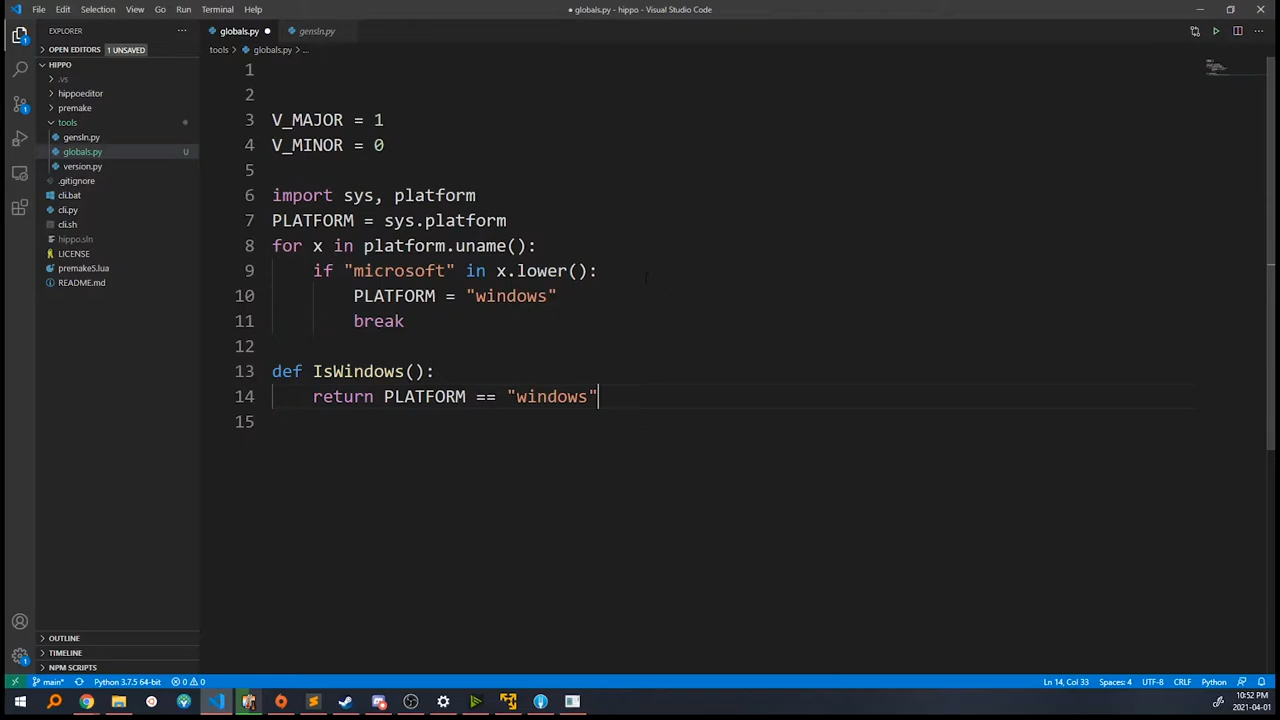 File Edit Selection View Go Run Terminal Help
● globals.py - hippo - Visual Studio Code
EXPLORER
OPEN EDITORS 1 UNSAVED
HIPPO
.vs
hippoeditor
premake
tools
gensln.py
globals.py U
version.py
.gitignore
cli.bat
cli.py
cli.sh
hippo.sln
LICENSE
premake5.lua
README.md
OUTLINE
TIMELINE
NPM SCRIPTS
globals.py ● gensln.py
tools > globals.py > ...
1
2
3 V_MAJOR = 1
4 V_MINOR = 0
5
6 import sys, platform
7 PLATFORM = sys.platform
8 for x in platform.uname():
9 if "microsoft" in x.lower():
10 PLATFORM = "windows"
11 break
12
13 def IsWindows():
14 return PLATFORM == "windows"
15
main* Python 3.7.5 64-bit 0 0 Ln 14, Col 33 Spaces: 4 UTF-8 CRLF Python
10:52 PM
2021-04-01